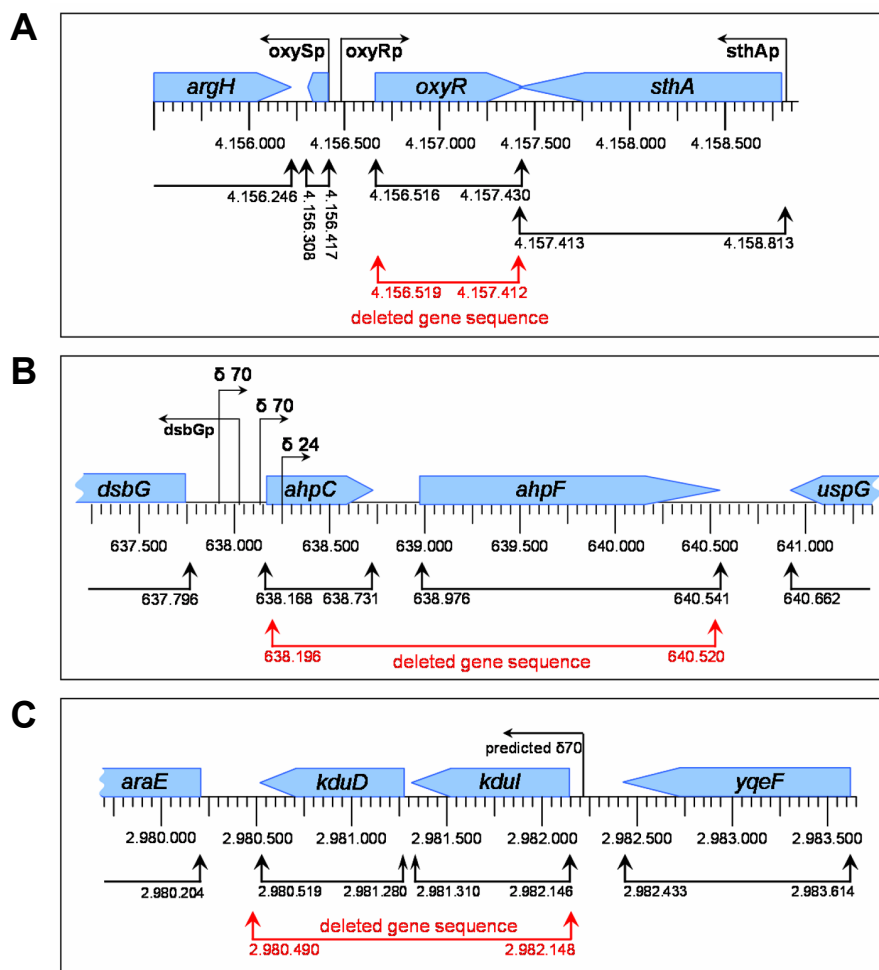 A
oxySp oxyRp sthAp
argH oxyR sthA
4.156.000 4.156.500 4.157.000 4.157.500 4.158.000 4.158.500
4.156.246 4.156.308 4.156.417 4.156.516 4.157.430
4.157.413 4.158.813
4.156.519 4.157.412
deleted gene sequence
B
δ 70
dsbGp δ 70
δ 24
dsbG ahpC ahpF uspG
637.500 638.000 638.500 639.000 639.500 640.000 640.500 641.000
637.796 638.168 638.731 638.976 640.541 640.662
638.196 deleted gene sequence 640.520
C
predicted δ70
araE kduD kduI yqeF
2.980.000 2.980.500 2.981.000 2.981.500 2.982.000 2.982.500 2.983.000 2.983.500
2.980.204 2.980.519 2.981.280 2.981.310 2.982.146 2.982.433 2.983.614
deleted gene sequence
2.980.490 2.982.148